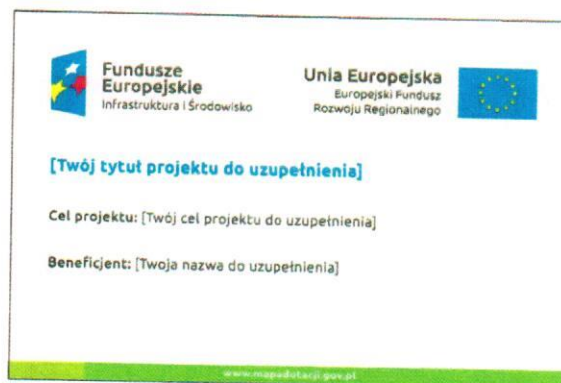 Fundusze
Europejskie
Infrastruktura i Środowisko
Unia Europejska
Europejski Fundusz
Rozwoju Regionalnego
[Twój tytuł projektu do uzupełnienia]
Cel projektu: [Twój cel projektu do uzupełnienia]
Beneficjent: [Twoja nazwa do uzupełnienia]
www.mapadotacji.gov.pl